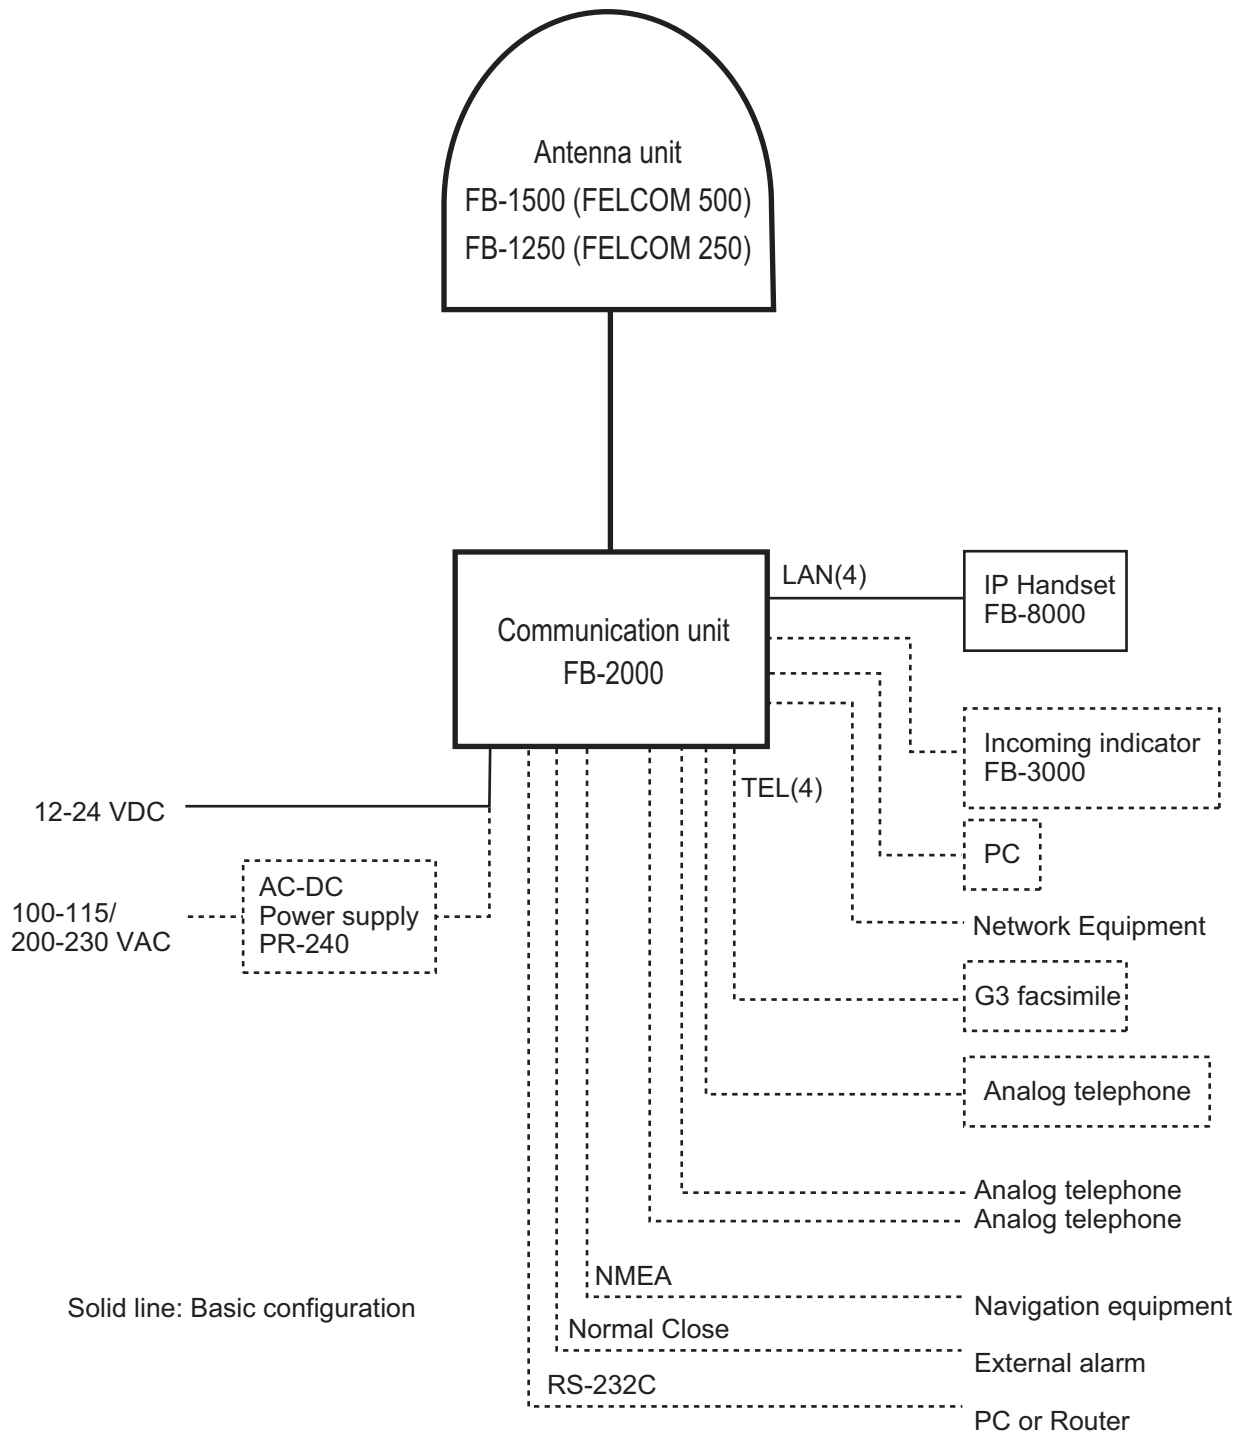 Antenna unit
FB-1500 (FELCOM 500)
FB-1250 (FELCOM 250)
LAN(4)
IP Handset
FB-8000
Communication unit
FB-2000
Incoming indicator
FB-3000
TEL(4)
12-24 VDC
PC
AC-DC
Power supply
PR-240
100-115/
200-230 VAC
Network Equipment
G3 facsimile
Analog telephone
Analog telephone
Analog telephone
NMEA
Navigation equipment
Solid line: Basic configuration
Normal Close
External alarm
RS-232C
PC or Router